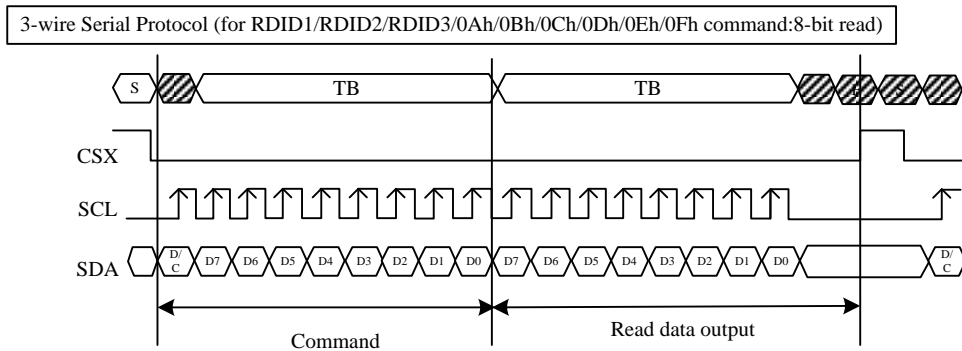 3-wire Serial Protocol (for RDID1/RDID2/RDID3/0Ah/0Bh/0Ch/0Dh/0Eh/0Fh command:8-bit read)
S TB TB P S
CSX
SCL
SDA D/C D7 D6 D5 D4 D3 D2 D1 D0 D7 D6 D5 D4 D3 D2 D1 D0 D/C
Command Read data output